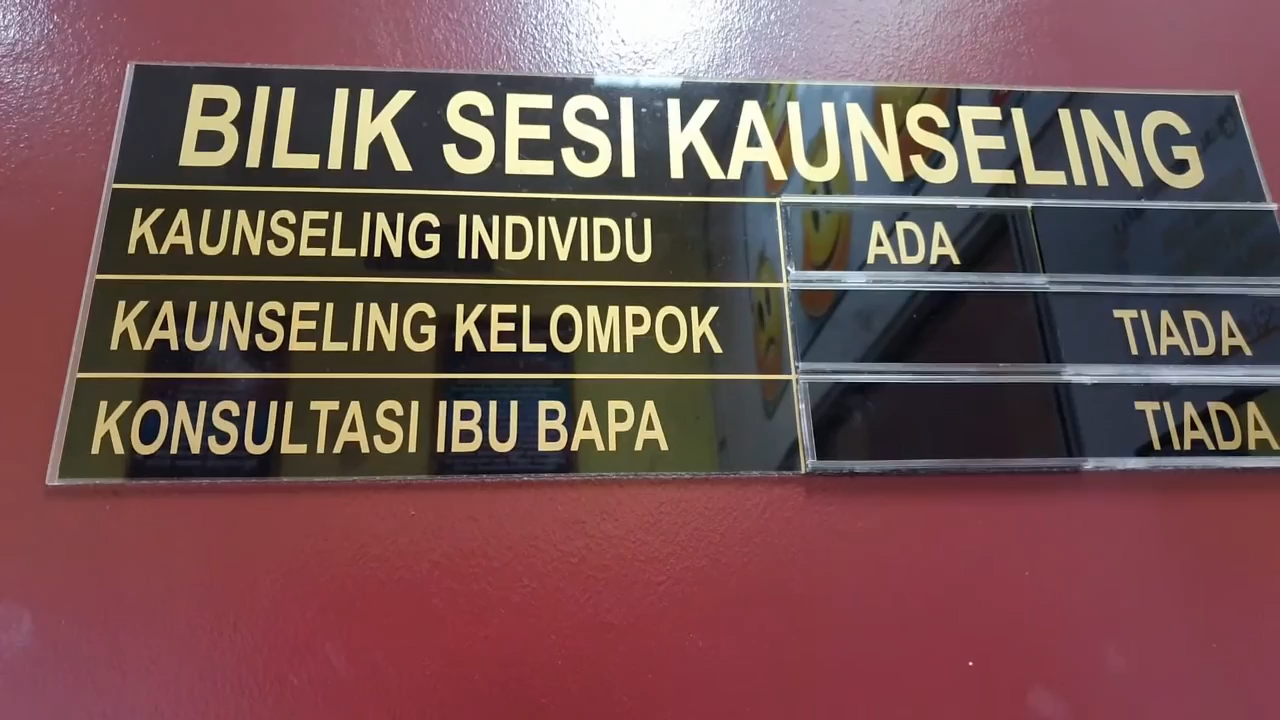 BILIK SESI KAUNSELING
KAUNSELING INDIVIDU ADA
KAUNSELING KELOMPOK TIADA
KONSULTASI IBU BAPA TIADA